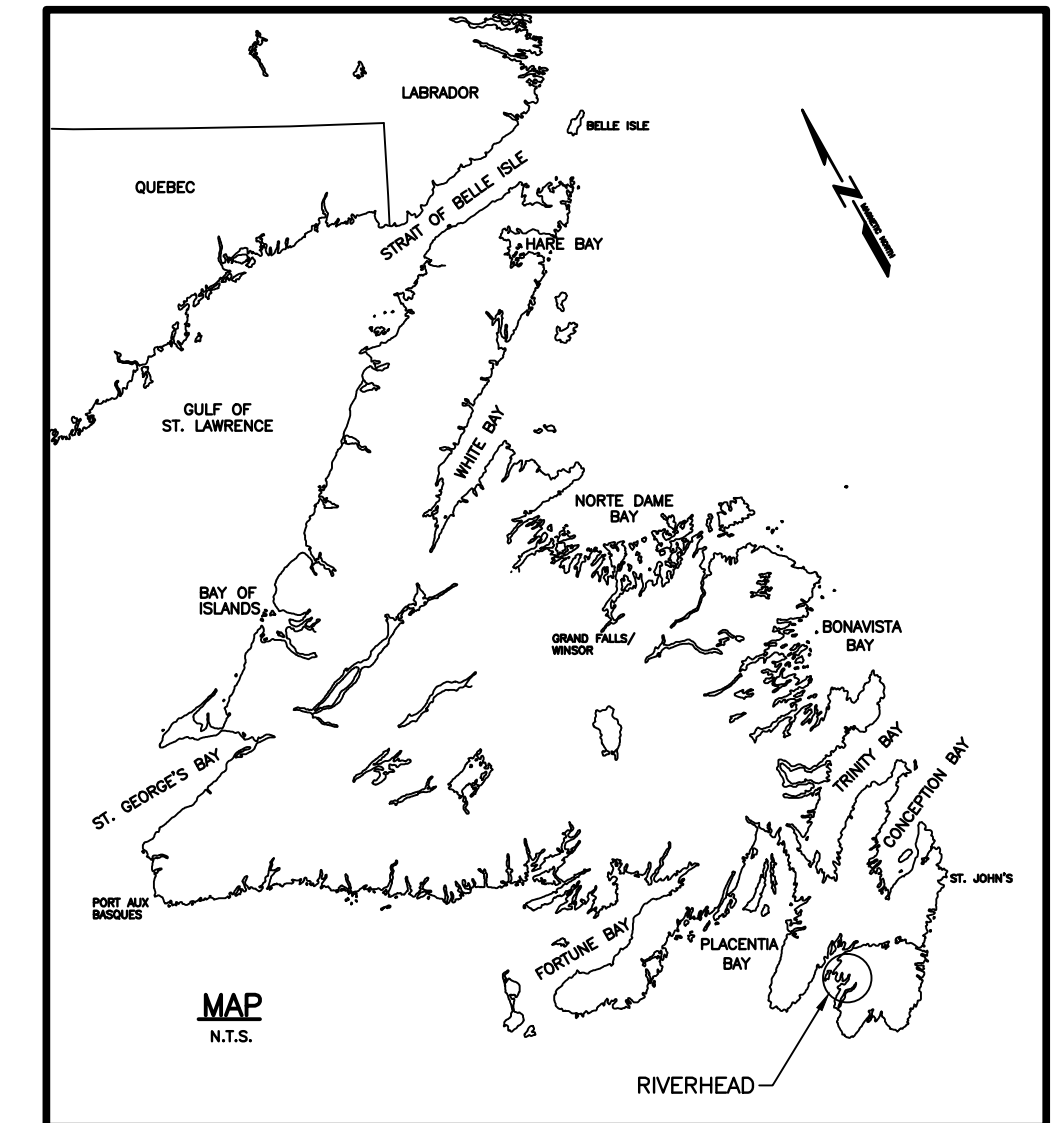 LABRADOR
BELLE ISLE
QUEBEC
STRAIT OF BELLE ISLE
N
MAGNETIC NORTH
HARE BAY
GULF OF
ST. LAWRENCE
WHITE BAY
NORTE DAME
BAY
BAY OF
ISLANDS
GRAND FALLS/
WINSOR
BONAVISTA
BAY
ST. GEORGE'S BAY
TRINITY BAY
CONCEPTION BAY
ST. JOHN'S
PORT AUX
BASQUES
FORTUNE BAY
PLACENTIA
BAY
MAP
N.T.S.
RIVERHEAD